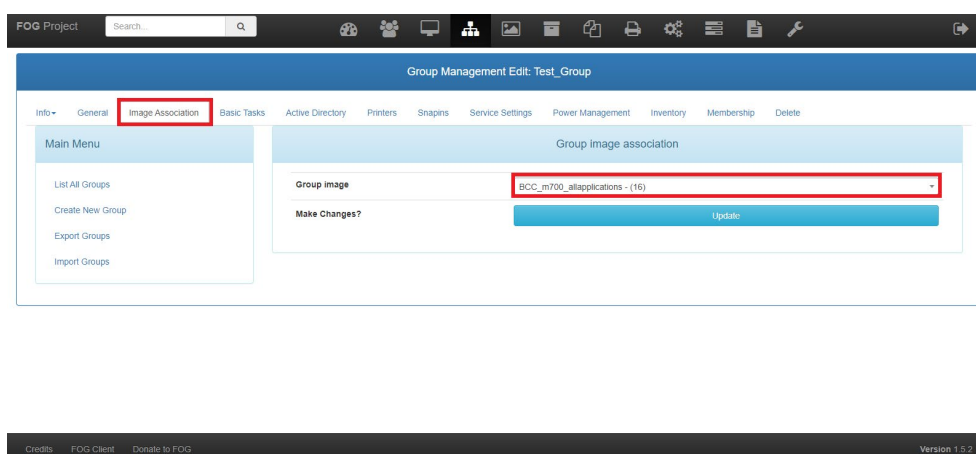 FOG Project Search...
Group Management Edit: Test_Group
Info General Image Association Basic Tasks Active Directory Printers Snapins Service Settings Power Management Inventory Membership Delete
Main Menu
List All Groups
Create New Group
Export Groups
Import Groups
Group image association
Group image BCC_m700_allapplications - (16)
Make Changes? Update
Credits FOG Client Donate to FOG Version 1.5.2